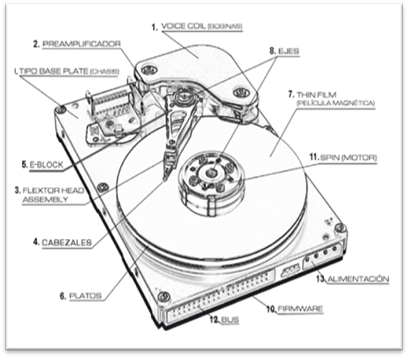 1. VOICE COIL (BOBINAS)
2. PREAMPLIFICADOR
8. EJES
I, TIPO BASE PLATE (CHASIS)
7. THIN FILM
(PELÍCULA MAGNÉTICA)
5. E-BLOCK
11. SPIN (MOTOR)
3. FLEXTOR HEAD
ASSEMBLY
4. CABEZALES
13. ALIMENTACIÓN
6. PLATOS
10. FIRMWARE
12. BUS